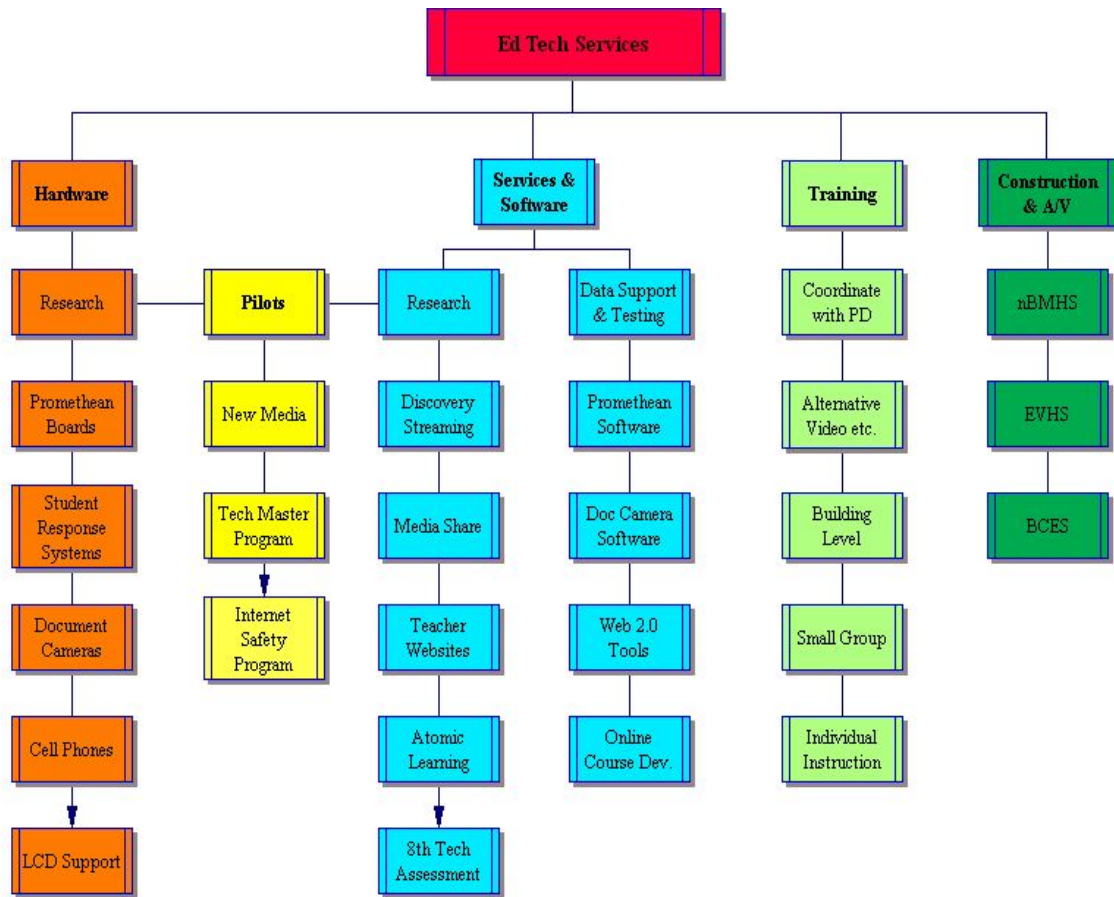 Ed Tech Services
Hardware
Services &
Software
Training
Construction
& A/V
Research
Pilots
Research
Data Support
& Testing
Coordinate
with PD
nBMHS
Promethean
Boards
New Media
Discovery
Streaming
Promethean
Software
Alternative
Video etc.
EVHS
Student
Response
Systems
Tech Master
Program
Media Share
Doc Camera
Software
Building
Level
BCES
Document
Cameras
Internet
Safety
Program
Teacher
Websites
Web 2.0
Tools
Small Group
Cell Phones
Atomic
Learning
Online
Course Dev.
Individual
Instruction
LCD Support
8th Tech
Assessment